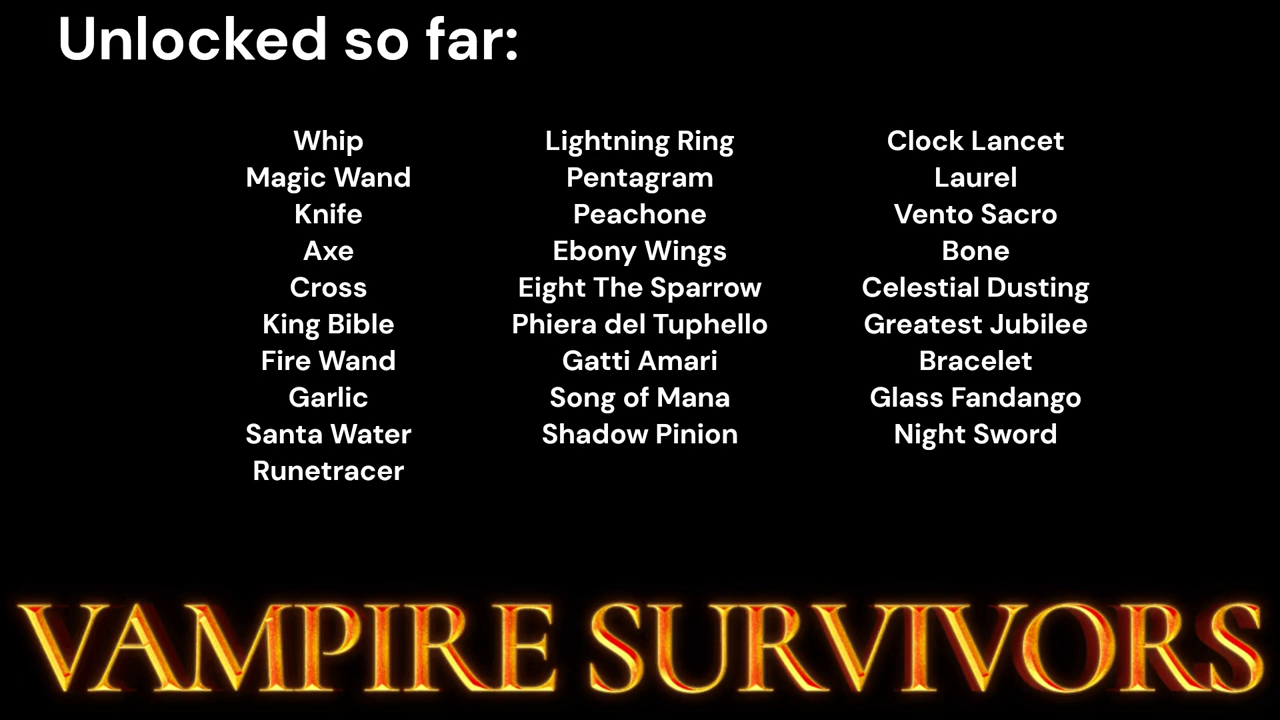 Unlocked so far:
Whip
Magic Wand
Knife
Axe
Cross
King Bible
Fire Wand
Garlic
Santa Water
Runetracer
Lightning Ring
Pentagram
Peachone
Ebony Wings
Eight The Sparrow
Phiera del Tuphello
Gatti Amari
Song of Mana
Shadow Pinion
Clock Lancet
Laurel
Vento Sacro
Bone
Celestial Dusting
Greatest Jubilee
Bracelet
Glass Fandango
Night Sword
VAMPIRE SURVIVORS